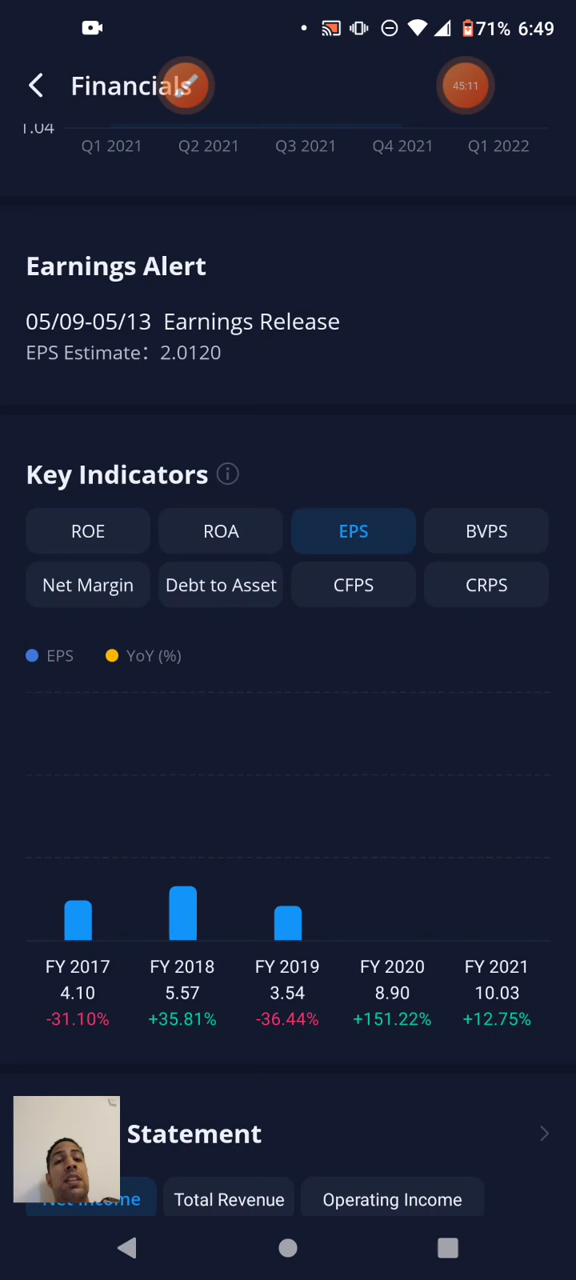 71% 6:49
Financials
45:11
1.04
Q1 2021 Q2 2021 Q3 2021 Q4 2021 Q1 2022
Earnings Alert
05/09-05/13 Earnings Release
EPS Estimate: 2.0120
Key Indicators
ROE ROA EPS BVPS
Net Margin Debt to Asset CFPS CRPS
EPS YoY (%)
FY 2017 FY 2018 FY 2019 FY 2020 FY 2021
4.10 5.57 3.54 8.90 10.03
-31.10% +35.81% -36.44% +151.22% +12.75%
Statement
Net Income Total Revenue Operating Income